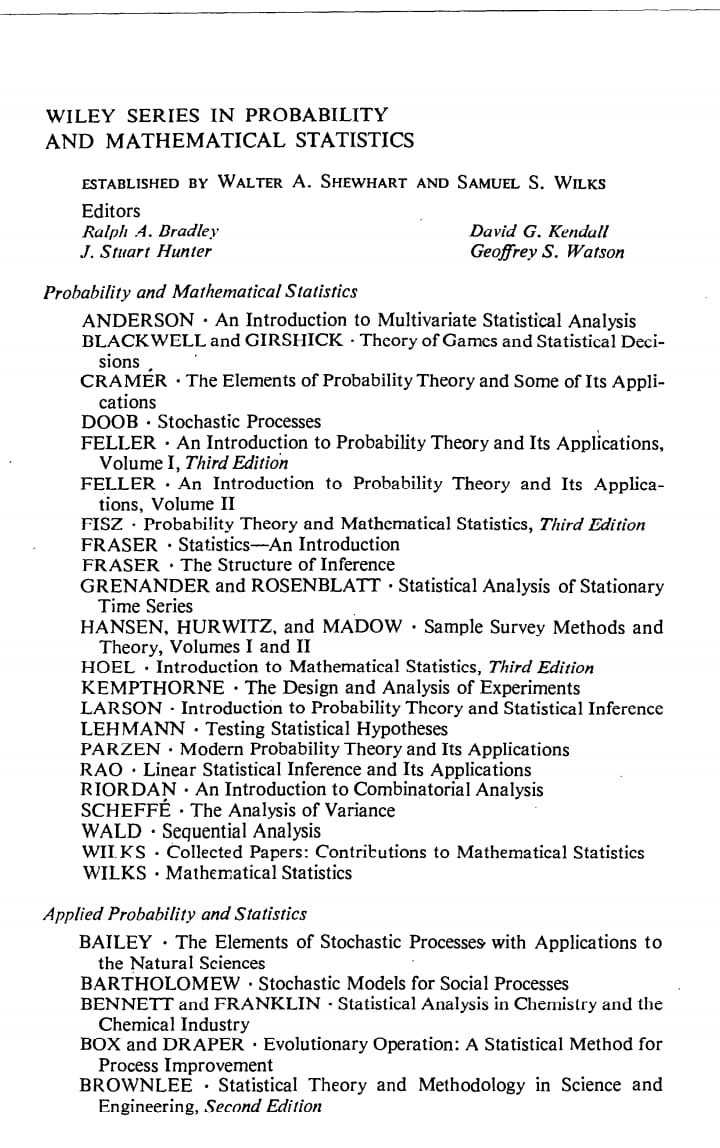 WILEY SERIES IN PROBABILITY
AND MATHEMATICAL STATISTICS
ESTABLISHED BY WALTER A. SHEWHART AND SAMUEL S. WILKS
Editors
Ralph A. Bradley David G. Kendall
J. Stuart Hunter Geoffrey S. Watson
Probability and Mathematical Statistics
ANDERSON · An Introduction to Multivariate Statistical Analysis
BLACKWELL and GIRSHICK · Theory of Games and Statistical Deci-
sions
CRAMÉR · The Elements of Probability Theory and Some of Its Appli-
cations
DOOB · Stochastic Processes
FELLER · An Introduction to Probability Theory and Its Applications,
Volume I, Third Edition
FELLER · An Introduction to Probability Theory and Its Applica-
tions, Volume II
FISZ · Probability Theory and Mathematical Statistics, Third Edition
FRASER · Statistics—An Introduction
FRASER · The Structure of Inference
GRENANDER and ROSENBLATT · Statistical Analysis of Stationary
Time Series
HANSEN, HURWITZ, and MADOW · Sample Survey Methods and
Theory, Volumes I and II
HOEL · Introduction to Mathematical Statistics, Third Edition
KEMPTHORNE · The Design and Analysis of Experiments
LARSON · Introduction to Probability Theory and Statistical Inference
LEHMANN · Testing Statistical Hypotheses
PARZEN · Modern Probability Theory and Its Applications
RAO · Linear Statistical Inference and Its Applications
RIORDAN · An Introduction to Combinatorial Analysis
SCHEFFÉ · The Analysis of Variance
WALD · Sequential Analysis
WILKS · Collected Papers: Contributions to Mathematical Statistics
WILKS · Mathematical Statistics
Applied Probability and Statistics
BAILEY · The Elements of Stochastic Processes with Applications to
the Natural Sciences
BARTHOLOMEW · Stochastic Models for Social Processes
BENNETT and FRANKLIN · Statistical Analysis in Chemistry and the
Chemical Industry
BOX and DRAPER · Evolutionary Operation: A Statistical Method for
Process Improvement
BROWNLEE · Statistical Theory and Methodology in Science and
Engineering, Second Edition